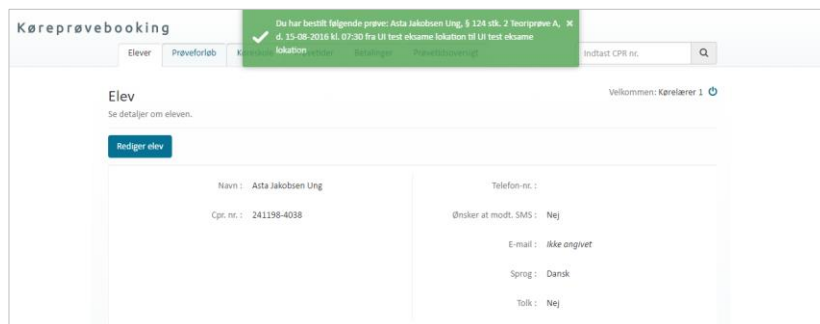 Køreprøvebooking
Du har bestilt følgende prøve: Asta Jakobsen Ung, § 124 stk. 2 Teoriprøve A, ×
d. 15-08-2016 kl. 07:30 fra UI test eksame lokation til UI test eksame
lokation
Elever Prøveforløb Betalinger Indtast CPR nr.
Elev Velkommen: Kørelærer 1
Se detaljer om eleven.
Rediger elev
Navn : Asta Jakobsen Ung Telefon-nr. :
Cpr. nr. : 241198-4038 Ønsker at modt. SMS : Nej
E-mail : Ikke angivet
Sprog : Dansk
Tolk : Nej